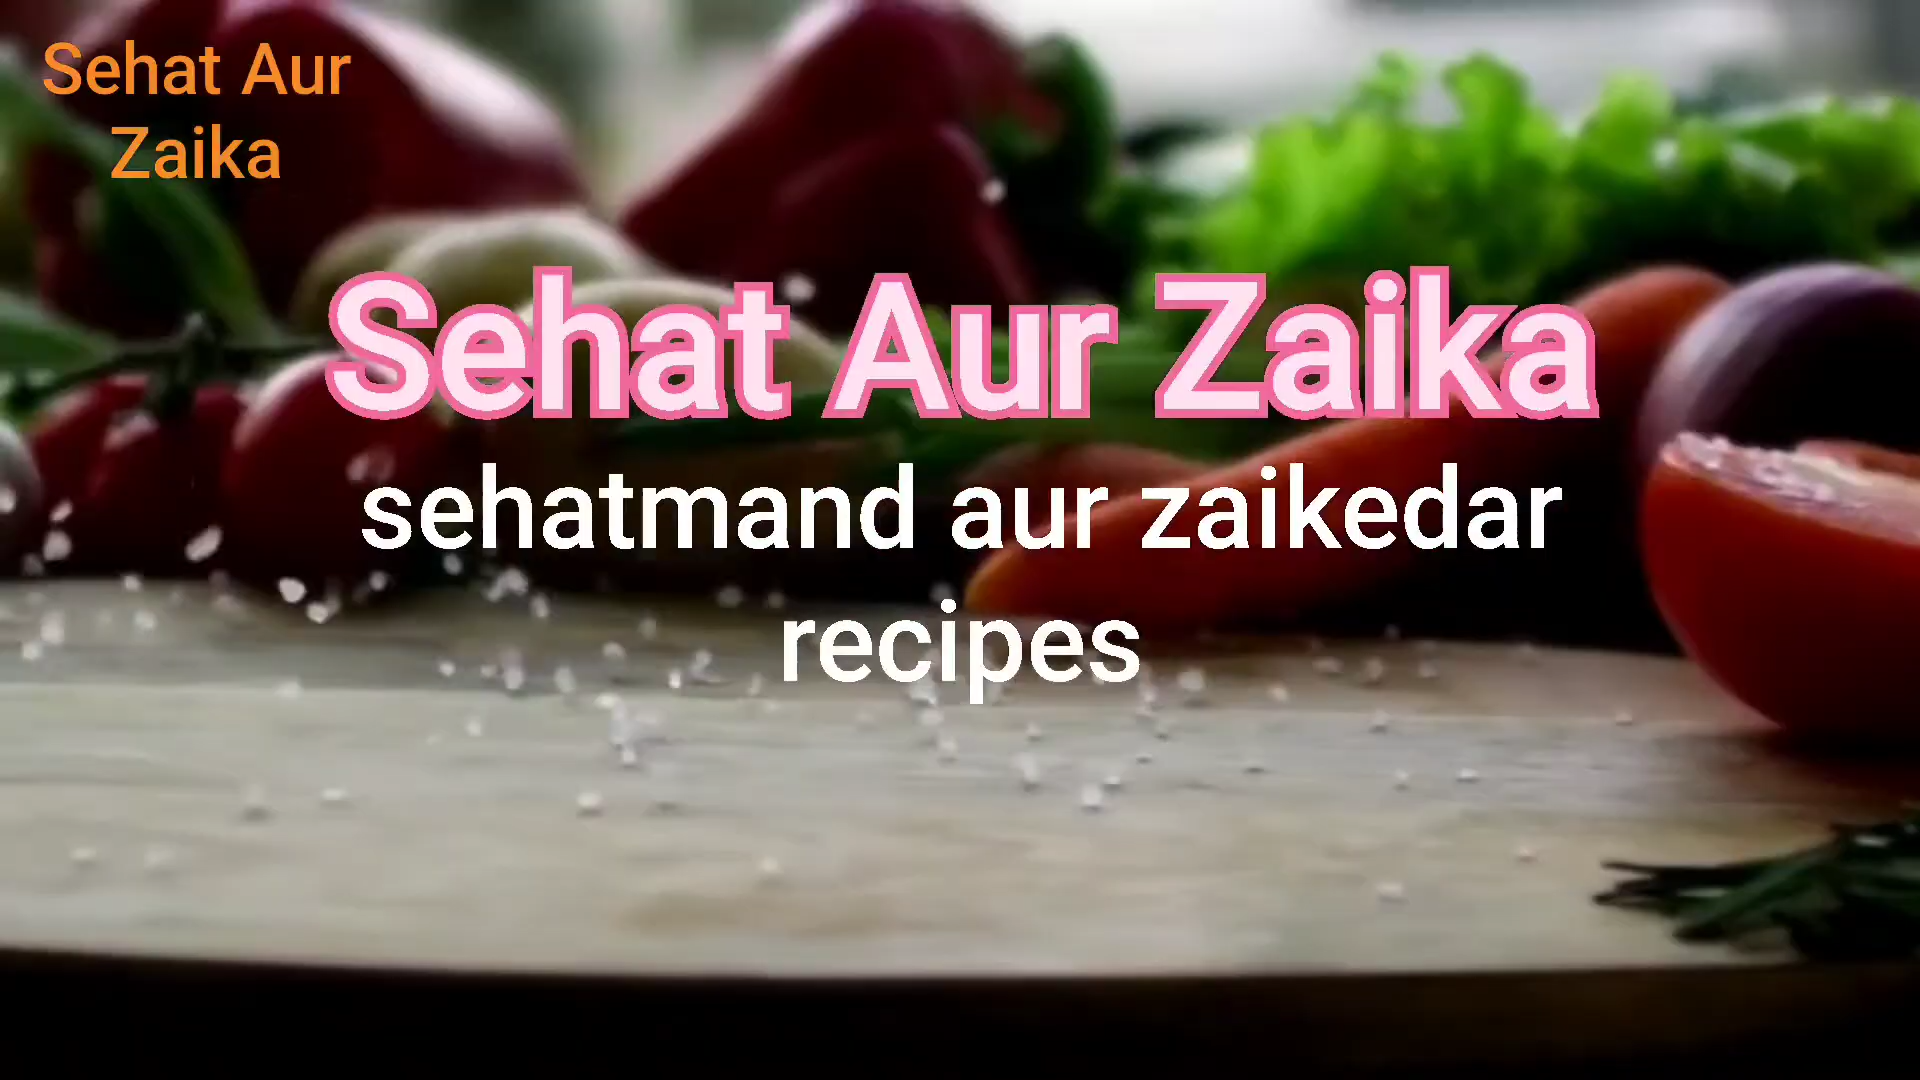 Sehat Aur
Zaika
Sehat Aur Zaika
sehatmand aur zaikedar
recipes